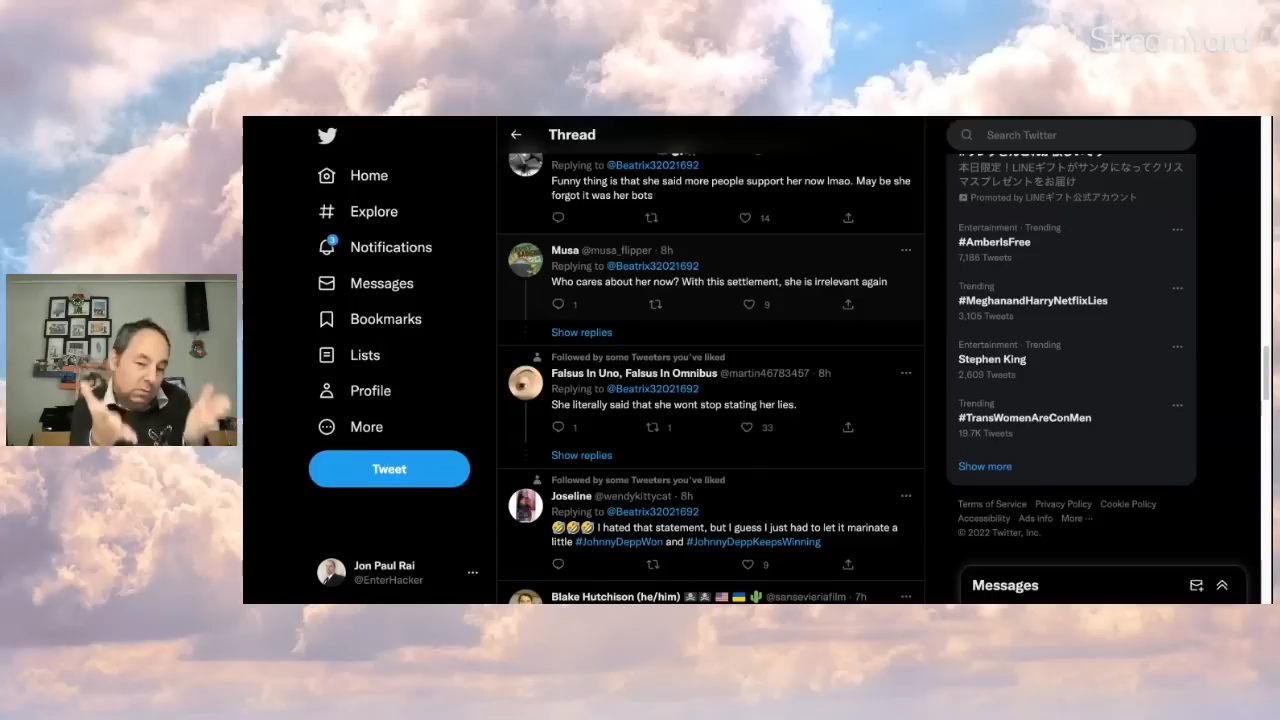 StreamYard
Home
Explore
3
Notifications
Messages
Bookmarks
Lists
Profile
More
Tweet
Jon Paul Rai
@EnterHacker
Thread
Replying to @Beatrix32021692
Funny thing is that she said more people support her now lmao. May be she
forgot it was her bots
14
Musa @musa_flipper · 8h
Replying to @Beatrix32021692
Who cares about her now? With this settlement, she is irrelevant again
1
9
Show replies
Followed by some Tweeters you've liked
Falsus In Uno, Falsus In Omnibus @martin46783457 · 8h
Replying to @Beatrix32021692
She literally said that she wont stop stating her lies.
1
1
33
Show replies
Followed by some Tweeters you've liked
Joseline @wendykittycat · 8h
Replying to @Beatrix32021692
🤣🤣🤣 I hated that statement, but I guess I just had to let it marinate a
little #JohnnyDeppWon and #JohnnyDeppKeepsWinning
9
Blake Hutchison (he/him) 🏴‍☠️🏴‍☠️🇺🇸🇺🇦🌵 @sansevieriafilm · 7h
Search Twitter
本日限定！LINEギフトがサンタになってクリス
マスプレゼントをお届け
Promoted by LINEギフト公式アカウント
Entertainment · Trending
#AmberIsFree
7,186 Tweets
Trending
#MeghanandHarryNetflixLies
3,105 Tweets
Entertainment · Trending
Stephen King
2,609 Tweets
Trending
#TransWomenAreConMen
19.7K Tweets
Show more
Terms of Service Privacy Policy Cookie Policy
Accessibility Ads info More ···
© 2022 Twitter, Inc.
Messages